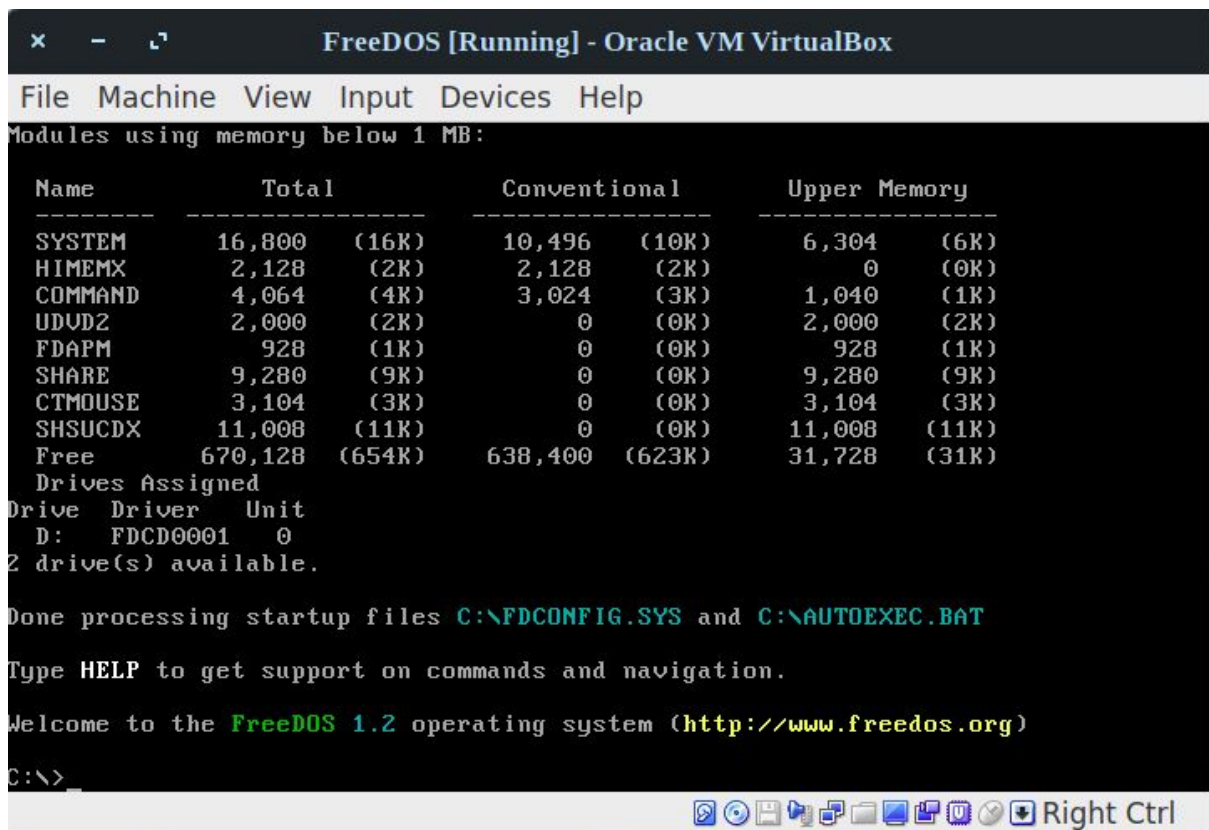 FreeDOS [Running] - Oracle VM VirtualBox
File Machine View Input Devices Help
Modules using memory below 1 MB:
Name Total Conventional Upper Memory
-------- ---------------- ---------------- ----------------
SYSTEM 16,800 (16K) 10,496 (10K) 6,304 (6K)
HIMEMX 2,128 (2K) 2,128 (2K) 0 (0K)
COMMAND 4,064 (4K) 3,024 (3K) 1,040 (1K)
UDVD2 2,000 (2K) 0 (0K) 2,000 (2K)
FDAPM 928 (1K) 0 (0K) 928 (1K)
SHARE 9,280 (9K) 0 (0K) 9,280 (9K)
CTMOUSE 3,104 (3K) 0 (0K) 3,104 (3K)
SHSUCDX 11,008 (11K) 0 (0K) 11,008 (11K)
Free 670,128 (654K) 638,400 (623K) 31,728 (31K)
Drives Assigned
Drive Driver Unit
D: FDCD0001 0
2 drive(s) available.
Done processing startup files C:\FDCONFIG.SYS and C:\AUTOEXEC.BAT
Type HELP to get support on commands and navigation.
Welcome to the FreeDOS 1.2 operating system (http://www.freedos.org)
C:\>_
Right Ctrl